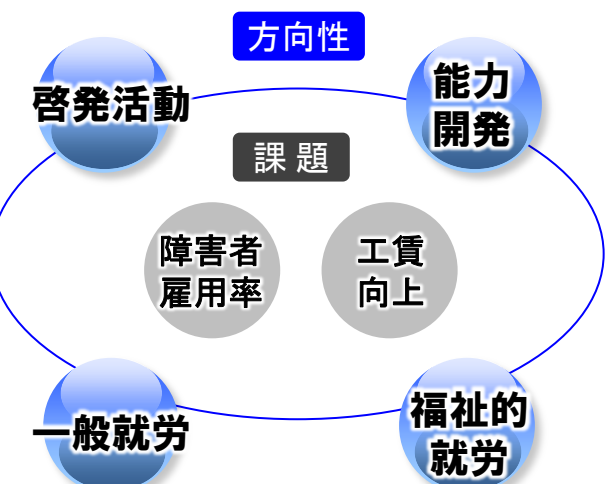 方向性
啓発活動
能力
開発
課題
障害者
雇用率
工賃
向上
一般就労
福祉的
就労